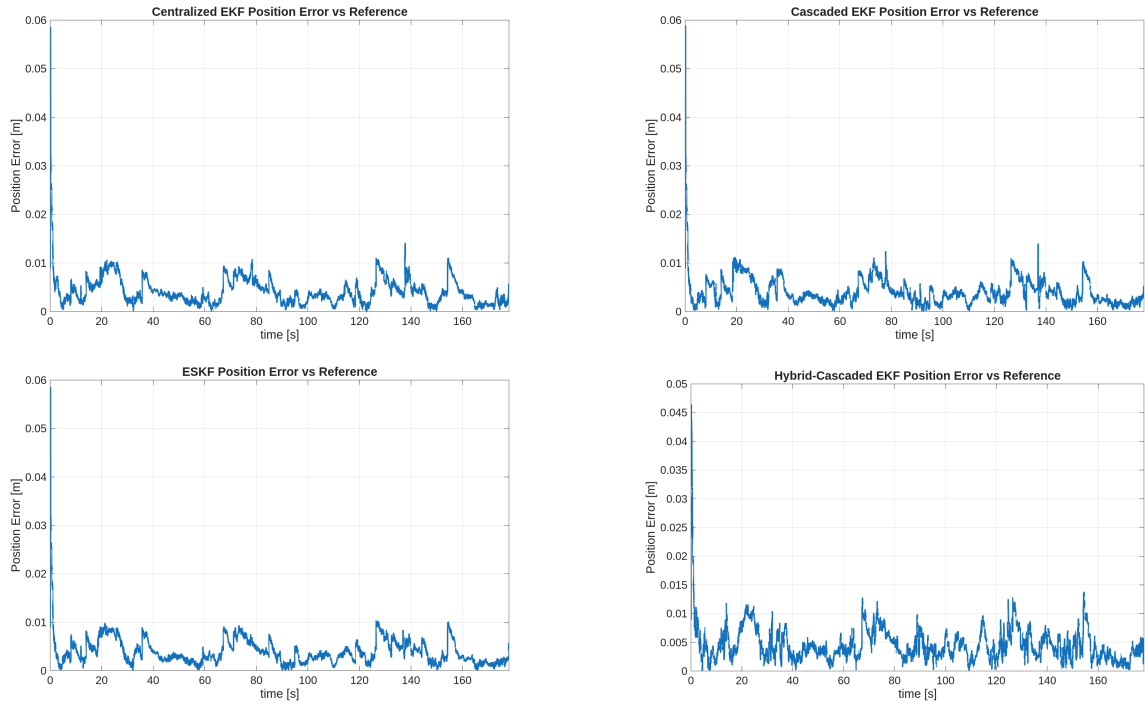 Centralized EKF Position Error vs Reference
Position Error [m]
0.06
0.05
0.04
0.03
0.02
0.01
0
0 20 40 60 80 100 120 140 160
time [s]
Cascaded EKF Position Error vs Reference
Position Error [m]
0.06
0.05
0.04
0.03
0.02
0.01
0
0 20 40 60 80 100 120 140 160
time [s]
ESKF Position Error vs Reference
Position Error [m]
0.06
0.05
0.04
0.03
0.02
0.01
0
0 20 40 60 80 100 120 140 160
time [s]
Hybrid-Cascaded EKF Position Error vs Reference
Position Error [m]
0.05
0.045
0.04
0.035
0.03
0.025
0.02
0.015
0.01
0.005
0
0 20 40 60 80 100 120 140 160
time [s]